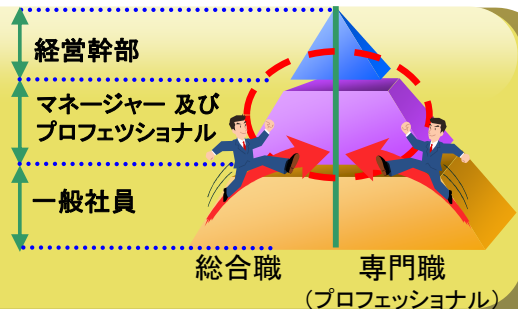 経営幹部
マネージャー 及び
プロフェツショナル
一般社員
総合職
専門職
(プロフェッショナル)